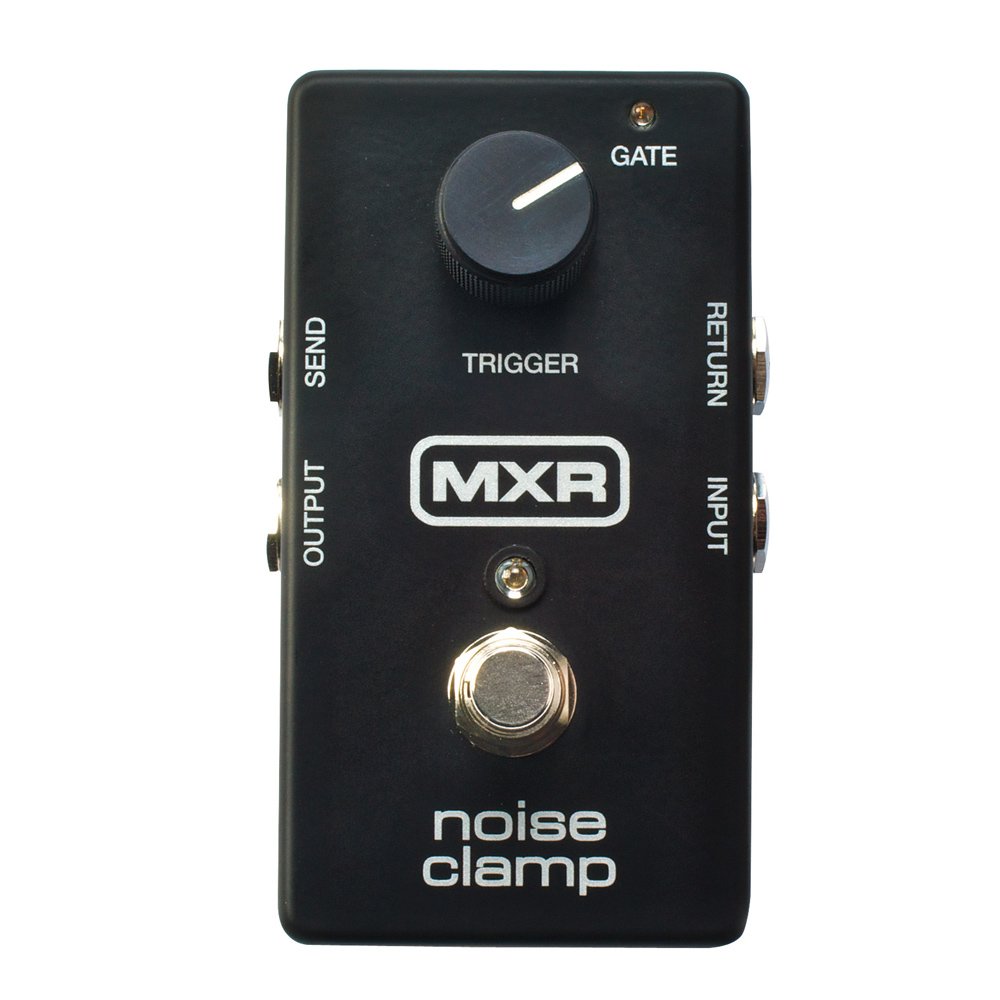 GATE
TRIGGER
SEND
RETURN
MXR
OUTPUT
INPUT
noise
clamp